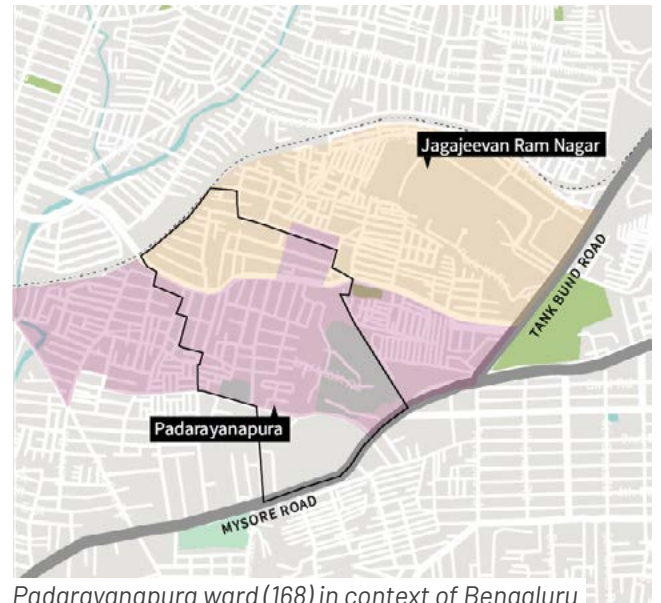 Jagajeevan Ram Nagar
TANK BUND ROAD
Padarayanapura
MYSORE ROAD
Padarayanapura ward (168) in context of Bengaluru